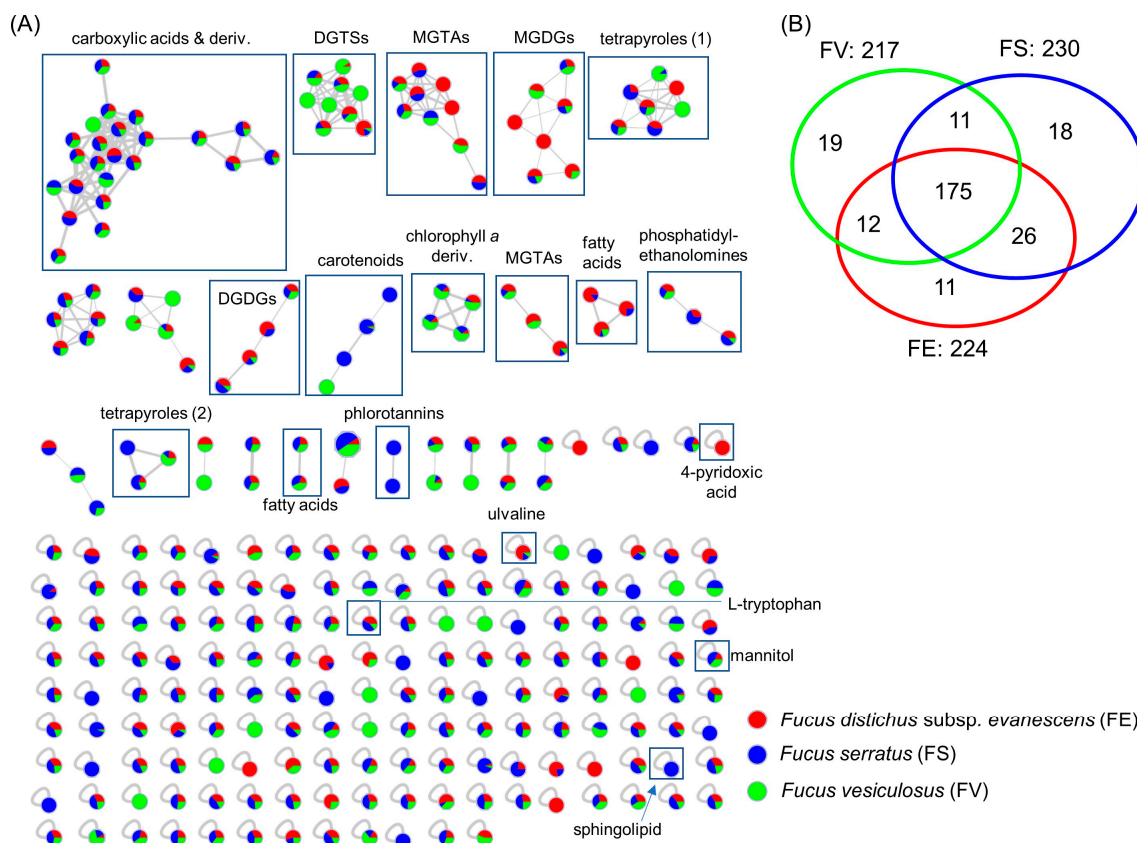 (A)
carboxylic acids & deriv.
DGTSs
MGTAs
MGDGs
tetrapyroles (1)
DGDGs
carotenoids
chlorophyll a
deriv.
MGTAs
fatty
acids
phosphatidyl-
ethanolomines
tetrapyroles (2)
fatty acids
phlorotannins
4-pyridoxic
acid
ulvaline
L-tryptophan
mannitol
sphingolipid
(B)
FV: 217
FS: 230
19
11
18
175
12
26
11
FE: 224
Fucus distichus subsp. evanescens (FE)
Fucus serratus (FS)
Fucus vesiculosus (FV)